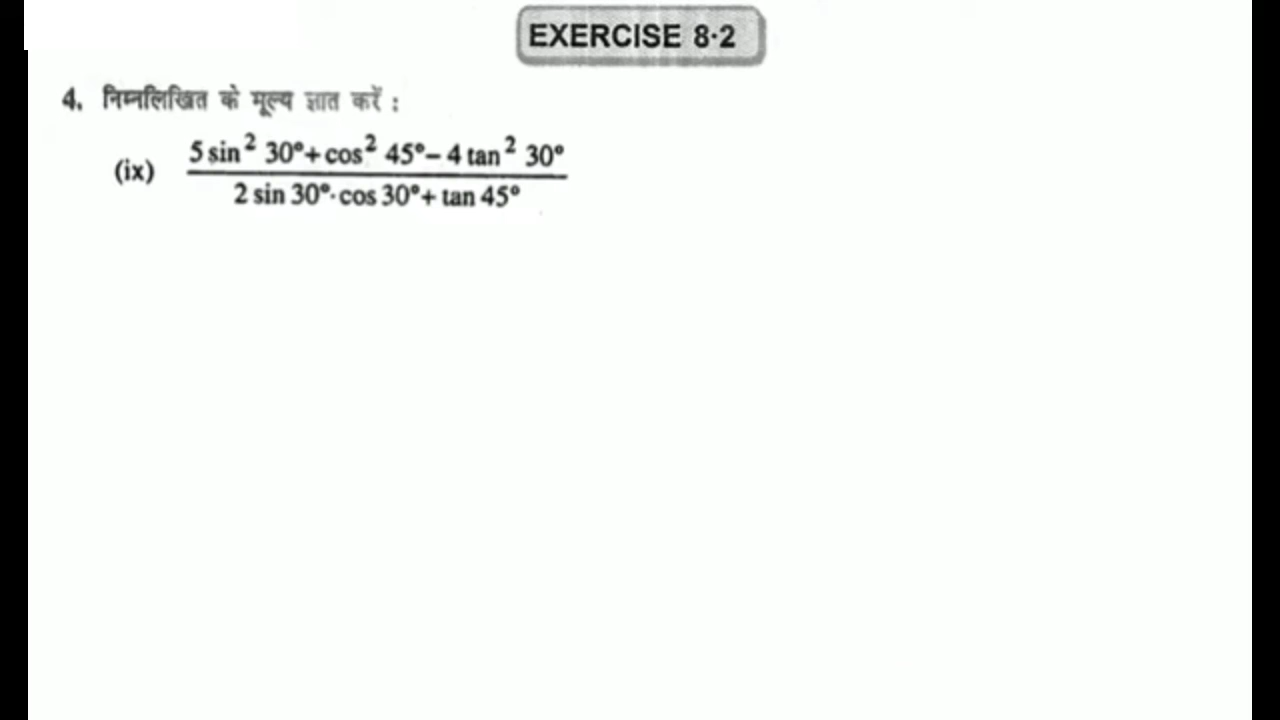 EXERCISE 8·2
4. निम्नलिखित के मूल्य ज्ञात करें :
(ix) 5 sin² 30°+ cos² 45°– 4 tan² 30°
2 sin 30°·cos 30°+ tan 45°